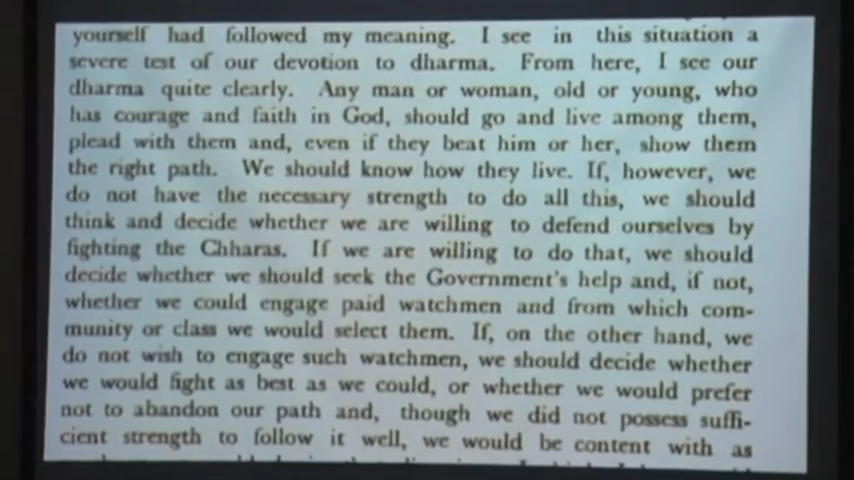 yourself had followed my meaning. I see in this situation a
severe test of our devotion to dharma. From here, I see our
dharma quite clearly. Any man or woman, old or young, who
has courage and faith in God, should go and live among them,
plead with them and, even if they beat him or her, show them
the right path. We should know how they live. If, however, we
do not have the necessary strength to do all this, we should
think and decide whether we are willing to defend ourselves by
fighting the Chharas. If we are willing to do that, we should
decide whether we should seek the Government's help and, if not,
whether we could engage paid watchmen and from which com-
munity or class we would select them. If, on the other hand, we
do not wish to engage such watchmen, we should decide whether
we would fight as best as we could, or whether we would prefer
not to abandon our path and, though we did not possess suffi-
cient strength to follow it well, we would be content with as